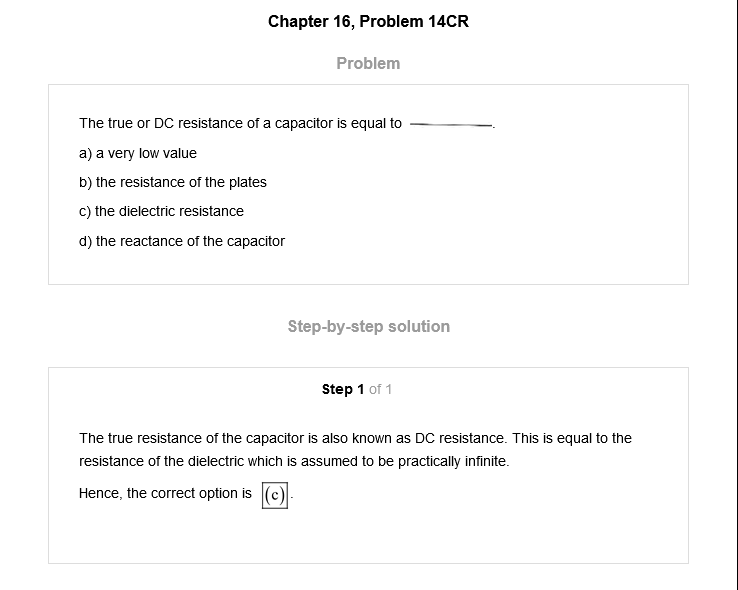 Chapter 16, Problem 14CR
Problem
The true or DC resistance of a capacitor is equal to ________.
a) a very low value
b) the resistance of the plates
c) the dielectric resistance
d) the reactance of the capacitor
Step-by-step solution
Step 1 of 1
The true resistance of the capacitor is also known as DC resistance. This is equal to the
resistance of the dielectric which is assumed to be practically infinite.
Hence, the correct option is (c).